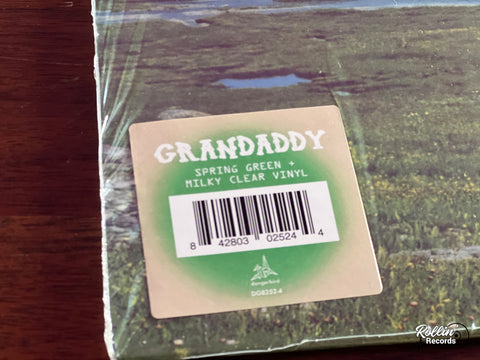 GRANDADDY
SPRING GREEN +
MILKY CLEAR VINYL
8 42803 02524 4
dangerbird
DGB252-4
Rollin'
Records